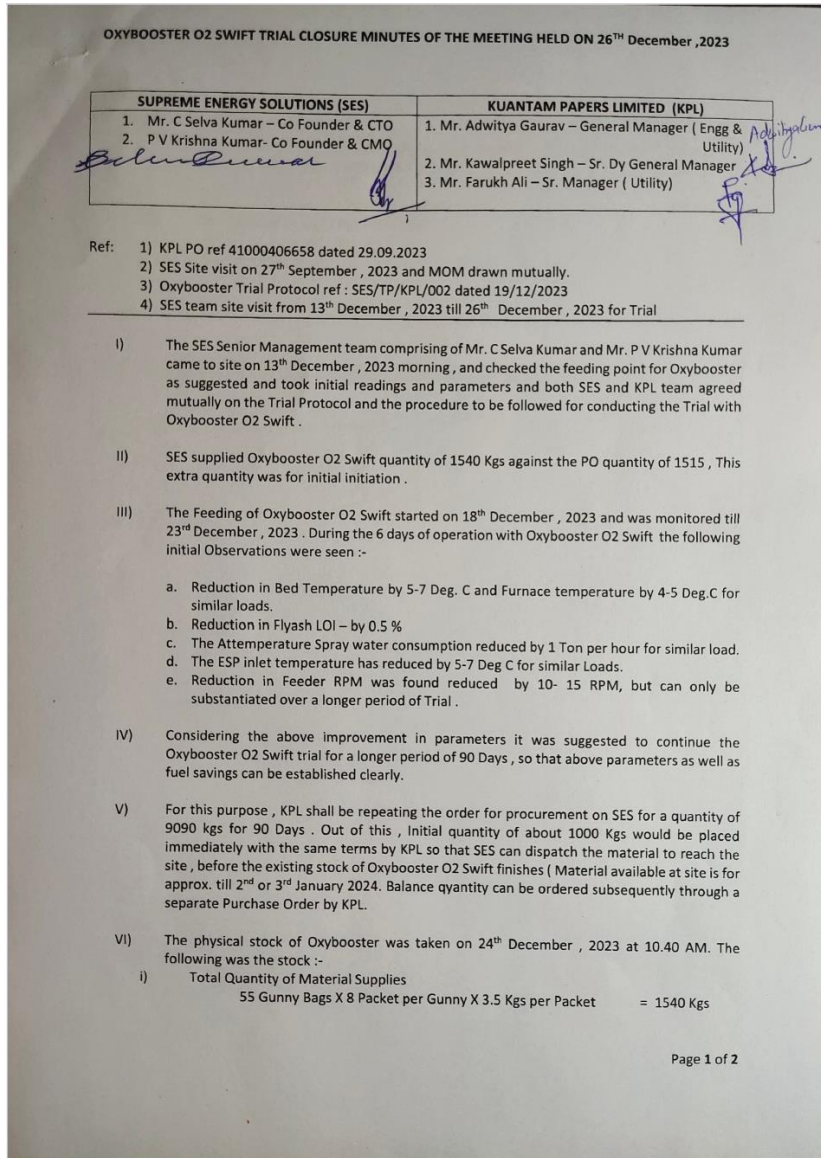 OXYBOOSTER O2 SWIFT TRIAL CLOSURE MINUTES OF THE MEETING HELD ON 26TH December ,2023
SUPREME ENERGY SOLUTIONS (SES)
1. Mr. C Selva Kumar – Co Founder & CTO
2. P V Krishna Kumar- Co Founder & CMO
KUANTAM PAPERS LIMITED (KPL)
1. Mr. Adwitya Gaurav – General Manager ( Engg &
Utility)
2. Mr. Kawalpreet Singh – Sr. Dy General Manager
3. Mr. Farukh Ali – Sr. Manager ( Utility)
Ref: 1) KPL PO ref 41000406658 dated 29.09.2023
2) SES Site visit on 27th September , 2023 and MOM drawn mutually.
3) Oxybooster Trial Protocol ref : SES/TP/KPL/002 dated 19/12/2023
4) SES team site visit from 13th December , 2023 till 26th December , 2023 for Trial
I) The SES Senior Management team comprising of Mr. C Selva Kumar and Mr. P V Krishna Kumar
came to site on 13th December , 2023 morning , and checked the feeding point for Oxybooster
as suggested and took initial readings and parameters and both SES and KPL team agreed
mutually on the Trial Protocol and the procedure to be followed for conducting the Trial with
Oxybooster O2 Swift .
II) SES supplied Oxybooster O2 Swift quantity of 1540 Kgs against the PO quantity of 1515 , This
extra quantity was for initial initiation .
III) The Feeding of Oxybooster O2 Swift started on 18th December , 2023 and was monitored till
23rd December , 2023 . During the 6 days of operation with Oxybooster O2 Swift the following
initial Observations were seen :-
a. Reduction in Bed Temperature by 5-7 Deg. C and Furnace temperature by 4-5 Deg.C for
similar loads.
b. Reduction in Flyash LOI – by 0.5 %
c. The Attemperature Spray water consumption reduced by 1 Ton per hour for similar load.
d. The ESP inlet temperature has reduced by 5-7 Deg C for similar Loads.
e. Reduction in Feeder RPM was found reduced by 10- 15 RPM, but can only be
substantiated over a longer period of Trial .
IV) Considering the above improvement in parameters it was suggested to continue the
Oxybooster O2 Swift trial for a longer period of 90 Days , so that above parameters as well as
fuel savings can be established clearly.
V) For this purpose , KPL shall be repeating the order for procurement on SES for a quantity of
9090 kgs for 90 Days . Out of this , Initial quantity of about 1000 Kgs would be placed
immediately with the same terms by KPL so that SES can dispatch the material to reach the
site , before the existing stock of Oxybooster O2 Swift finishes ( Material available at site is for
approx. till 2nd or 3rd January 2024. Balance qyantity can be ordered subsequently through a
separate Purchase Order by KPL.
VI) The physical stock of Oxybooster was taken on 24th December , 2023 at 10.40 AM. The
following was the stock :-
i) Total Quantity of Material Supplies
55 Gunny Bags X 8 Packet per Gunny X 3.5 Kgs per Packet = 1540 Kgs
Page 1 of 2